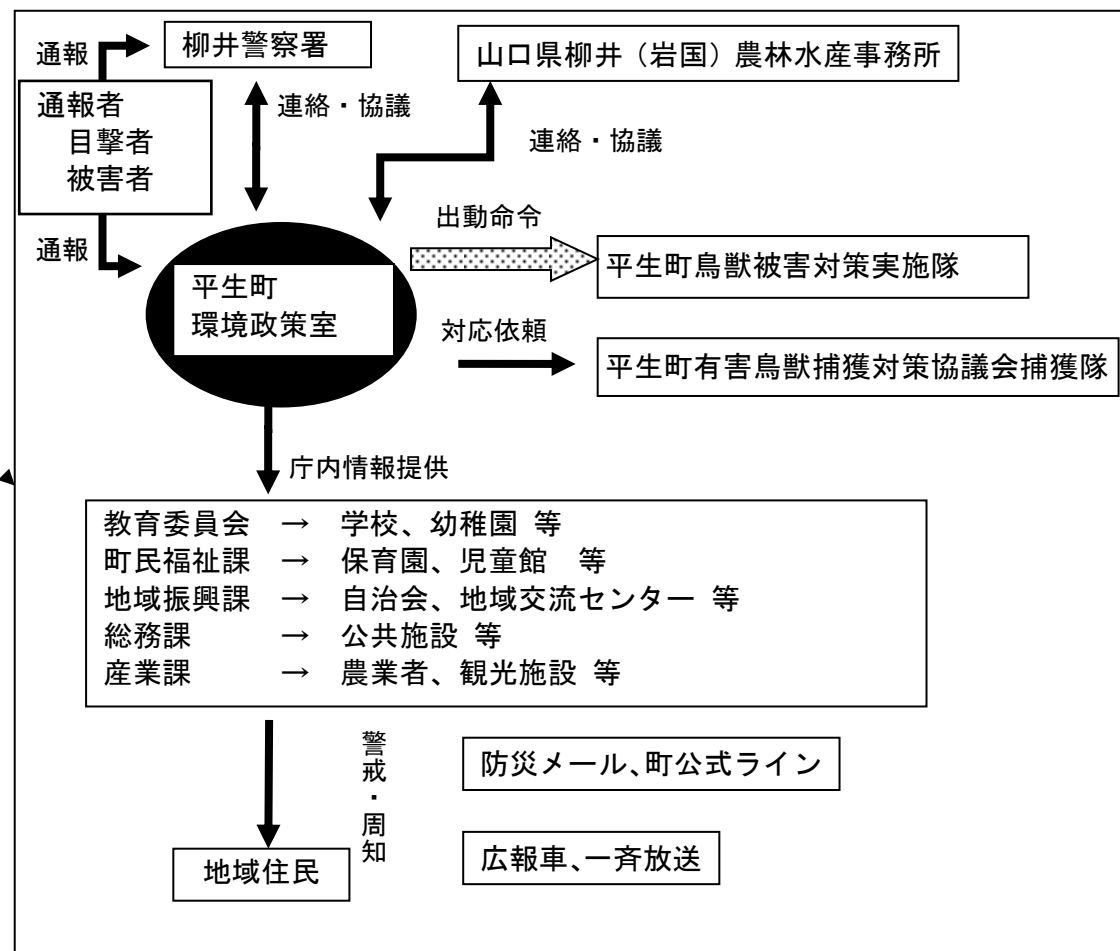 通報
柳井警察署
山口県柳井（岩国）農林水産事務所
通報者
目撃者
被害者
連絡・協議
連絡・協議
通報
出動命令
平生町鳥獣被害対策実施隊
平生町
環境政策室
対応依頼
平生町有害鳥獣捕獲対策協議会捕獲隊
庁内情報提供
教育委員会　→　学校、幼稚園 等
町民福祉課　→　保育園、児童館　等
地域振興課　→　自治会、地域交流センター 等
総務課　　　→　公共施設 等
産業課　　　→　農業者、観光施設 等
警戒・周知
防災メール、町公式ライン
広報車、一斉放送
地域住民